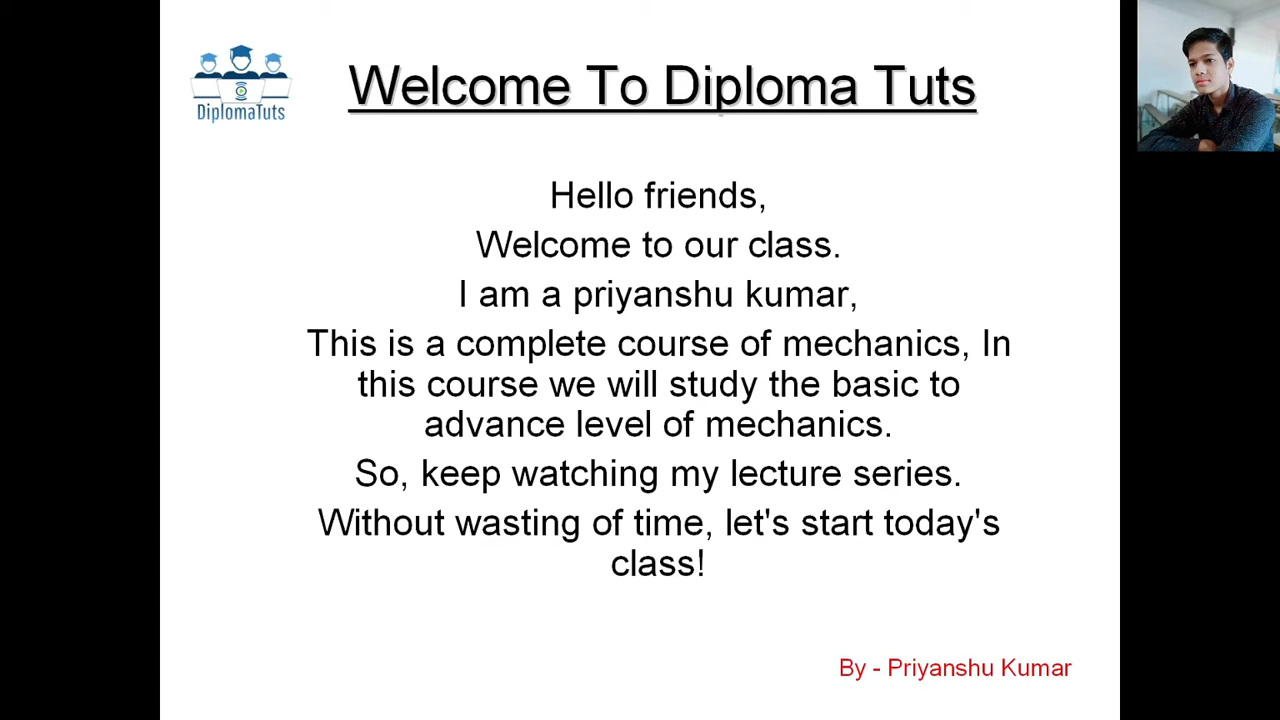 DiplomaTuts
Welcome To Diploma Tuts
Hello friends,
Welcome to our class.
I am a priyanshu kumar,
This is a complete course of mechanics, In
this course we will study the basic to
advance level of mechanics.
So, keep watching my lecture series.
Without wasting of time, let's start today's
class!
By - Priyanshu Kumar